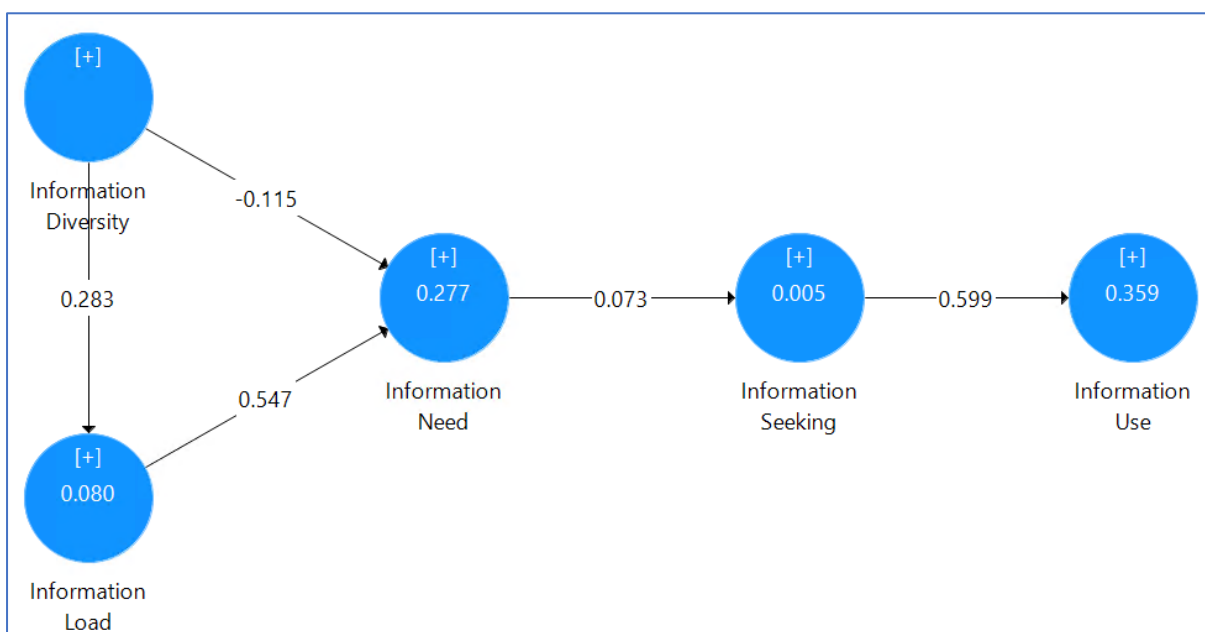 [+]
Information
Diversity
-0.115
0.283
[+]
0.277
Information
Need
0.073
[+]
0.005
Information
Seeking
0.599
[+]
0.359
Information
Use
0.547
[+]
0.080
Information
Load